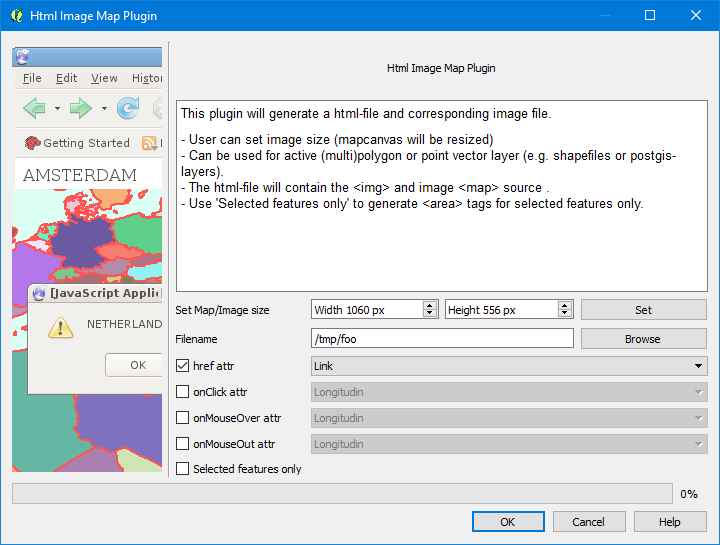 Html Image Map Plugin
File Edit View Histo
Getting Started
AMSTERDAM
[JavaScript Applic
NETHERLAND
OK
Html Image Map Plugin
This plugin will generate a html-file and corresponding image file.
- User can set image size (mapcanvas will be resized)
- Can be used for active (multi)polygon or point vector layer (e.g. shapefiles or postgis-
layers).
- The html-file will contain the <img> and image <map> source .
- Use 'Selected features only' to generate <area> tags for selected features only.
Set Map/Image size Width 1060 px Height 556 px Set
Filename /tmp/foo Browse
href attr Link
onClick attr Longitudin
onMouseOver attr Longitudin
onMouseOut attr Longitudin
Selected features only
0%
OK Cancel Help